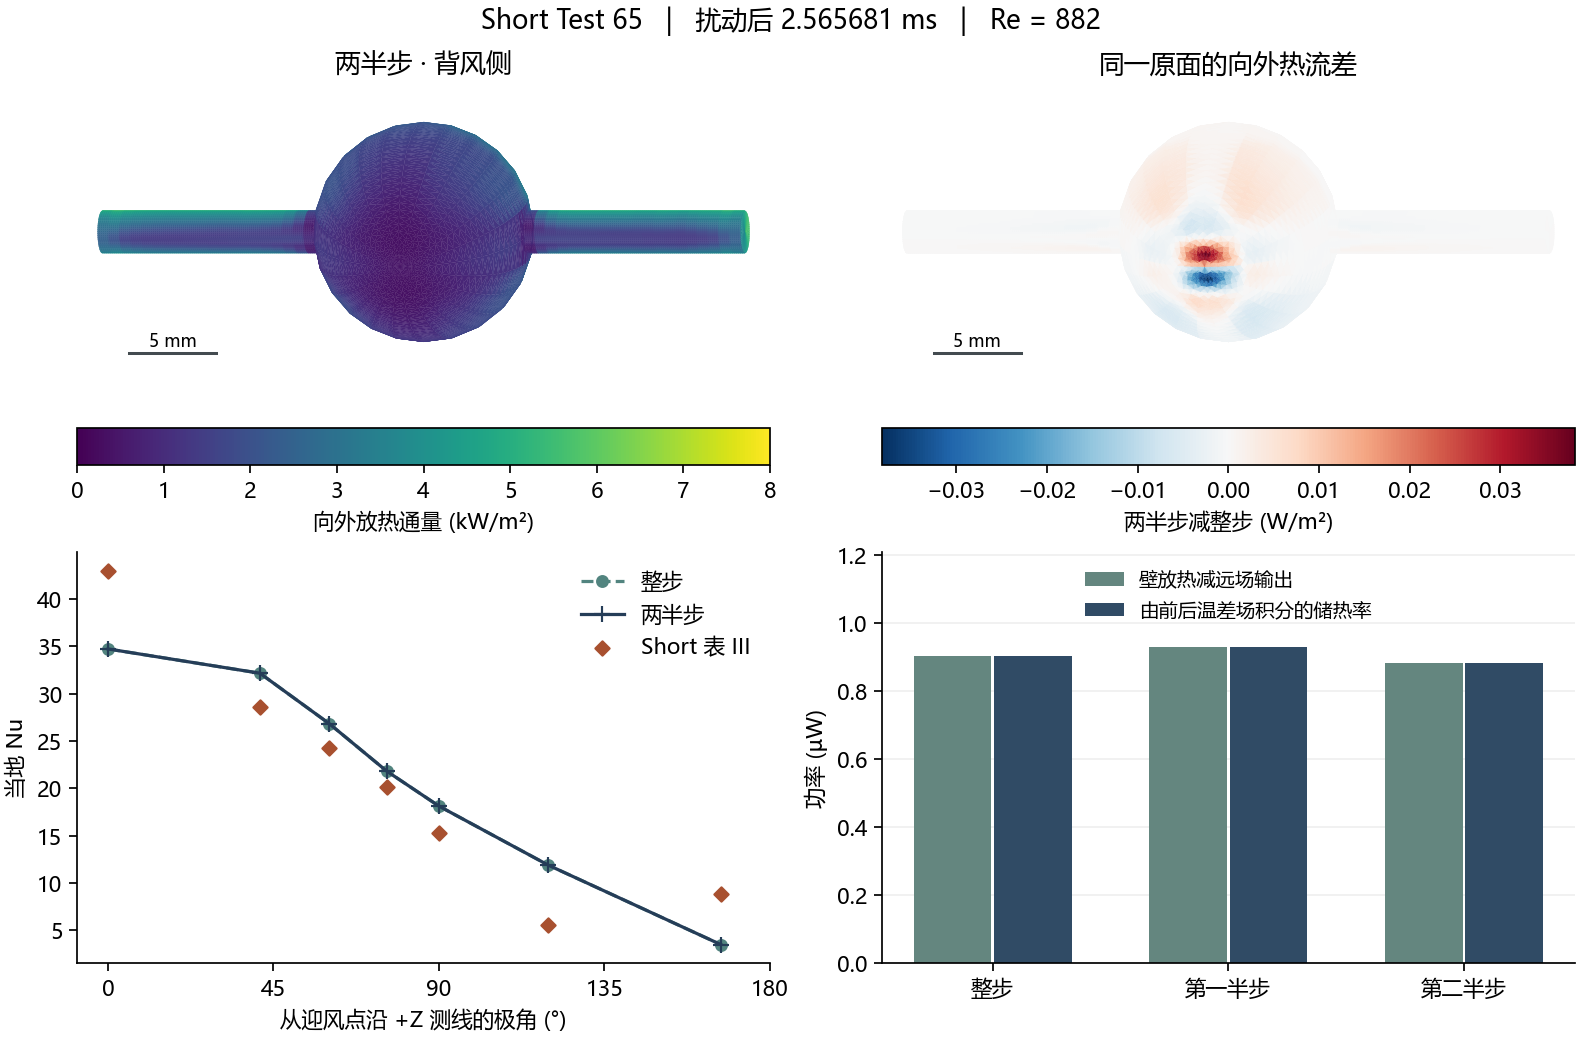 Short Test 65 | 扰动后 2.565681 ms | Re = 882
两半步 · 背风侧
同一原面的向外热流差
5 mm
5 mm
0 1 2 3 4 5 6 7 8
向外放热通量 (kW/m²)
−0.03 −0.02 −0.01 0.00 0.01 0.02 0.03
两半步减整步 (W/m²)
40
35
30
25
20
15
10
5
当地 Nu
整步
两半步
Short 表 III
0 45 90 135 180
从迎风点沿 +Z 测线的极角 (°)
1.2
1.0
0.8
0.6
0.4
0.2
0.0
功率 (μW)
壁放热减远场输出
由前后温差场积分的储热率
整步 第一半步 第二半步